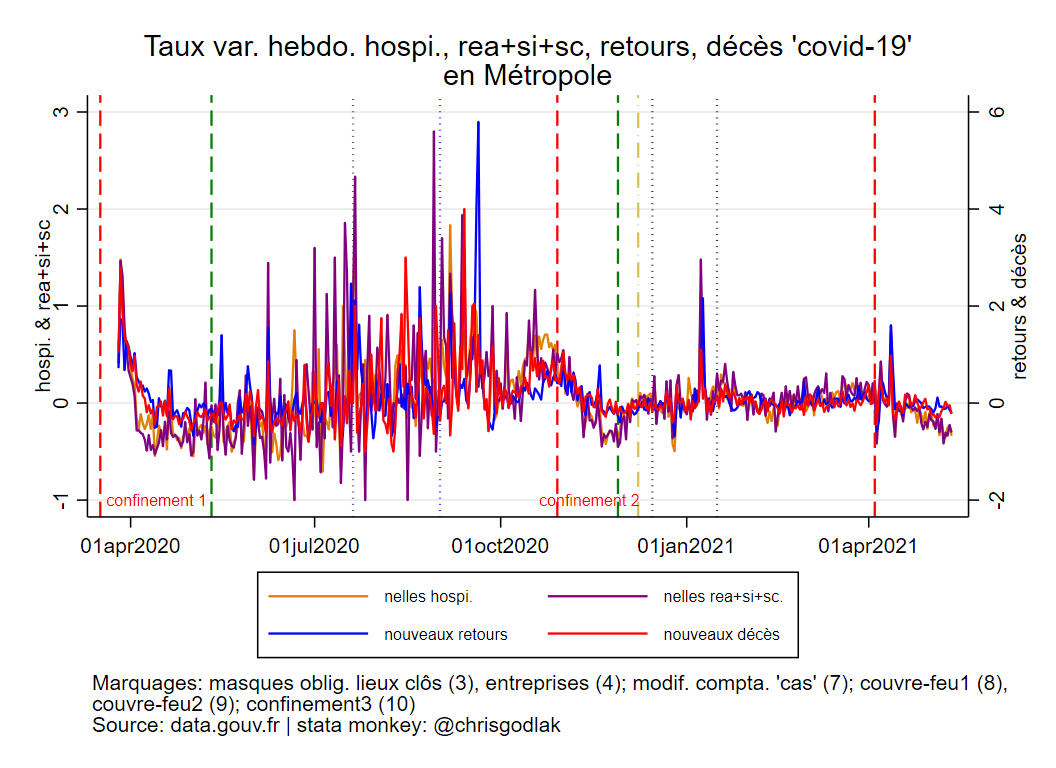 Taux var. hebdo. hospi., rea+si+sc, retours, décès 'covid-19'
en Métropole
3
2
1
0
-1
hospi. & rea+si+sc
6
4
2
0
-2
retours & décès
confinement 1
confinement 2
01apr2020
01jul2020
01oct2020
01jan2021
01apr2021
nelles hospi.
nelles rea+si+sc.
nouveaux retours
nouveaux décès
Marquages: masques oblig. lieux clôs (3), entreprises (4); modif. compta. 'cas' (7); couvre-feu1 (8),
couvre-feu2 (9); confinement3 (10)
Source: data.gouv.fr | stata monkey: @chrisgodlak